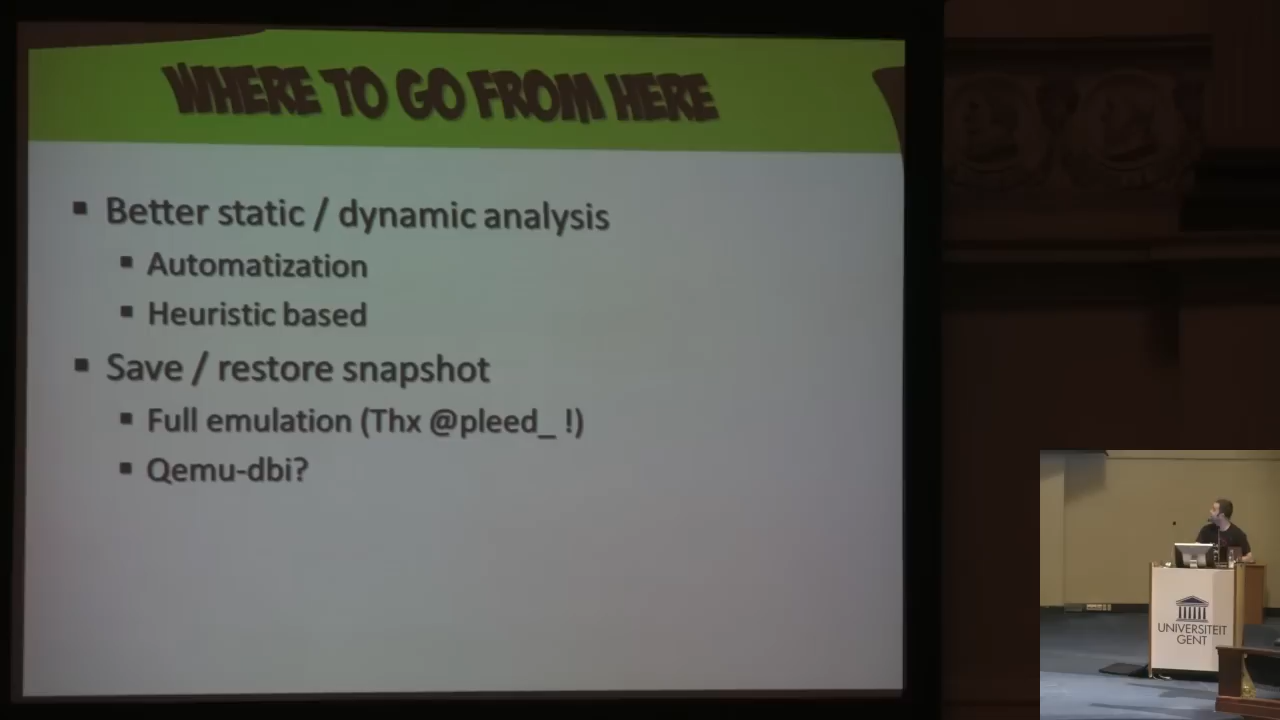 WHERE TO GO FROM HERE
Better static / dynamic analysis
Automatization
Heuristic based
Save / restore snapshot
Full emulation (Thx @pleed_ !)
Qemu-dbi?
UNIVERSITEIT
GENT